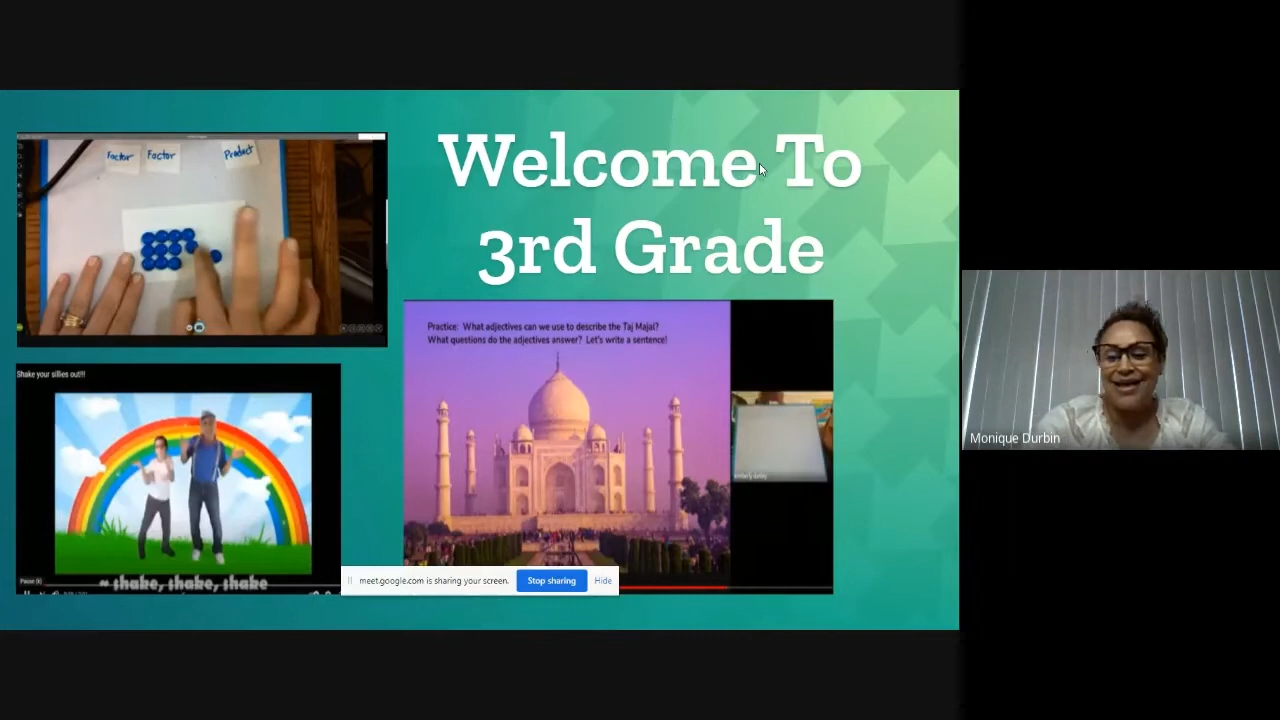 Welcome To
3rd Grade
Factor Factor Product
Shake your sillies out!!!
~ shake, shake, shake
Pause (k)
Practice: What adjectives can we use to describe the Taj Majal?
What questions do the adjectives answer? Let's write a sentence!
meet.google.com is sharing your screen. Stop sharing Hide
Monique Durbin